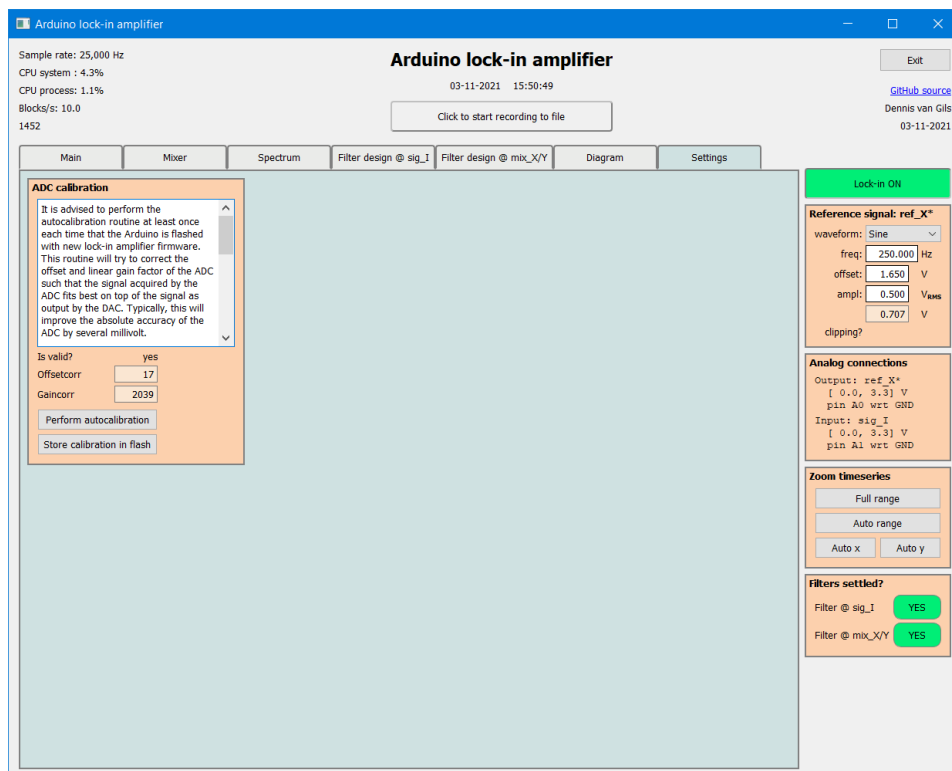 Arduino lock-in amplifier
Sample rate: 25,000 Hz
CPU system : 4.3%
CPU process: 1.1%
Blocks/s: 10.0
1452
Arduino lock-in amplifier
03-11-2021 15:50:49
Click to start recording to file
Exit
GitHub source
Dennis van Gils
03-11-2021
Main
Mixer
Spectrum
Filter design @ sig_I
Filter design @ mix_X/Y
Diagram
Settings
ADC calibration
It is advised to perform the
autocalibration routine at least once
each time that the Arduino is flashed
with new lock-in amplifier firmware.
This routine will try to correct the
offset and linear gain factor of the ADC
such that the signal acquired by the
ADC fits best on top of the signal as
output by the DAC. Typically, this will
improve the absolute accuracy of the
ADC by several millivolt.
Is valid? yes
Offsetcorr 17
Gaincorr 2039
Perform autocalibration
Store calibration in flash
Lock-in ON
Reference signal: ref_X*
waveform: Sine
freq: 250.000 Hz
offset: 1.650 V
ampl: 0.500 VRMS
0.707 V
clipping?
Analog connections
Output: ref_X*
[ 0.0, 3.3] V
pin A0 wrt GND
Input: sig_I
[ 0.0, 3.3] V
pin A1 wrt GND
Zoom timeseries
Full range
Auto range
Auto x
Auto y
Filters settled?
Filter @ sig_I YES
Filter @ mix_X/Y YES